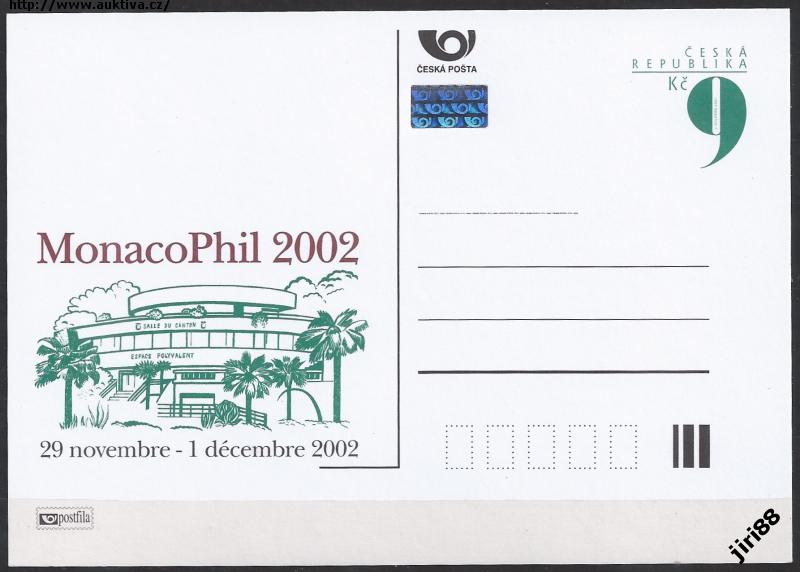 http://www.auktiva.cz/
ČESKÁ POŠTA
ČESKÁ
REPUBLIKA
Kč 9
MonacoPhil 2002
SALLE DU CANTON
ESPACE POLYVALENT
29 novembre - 1 décembre 2002
postfila
jiri88